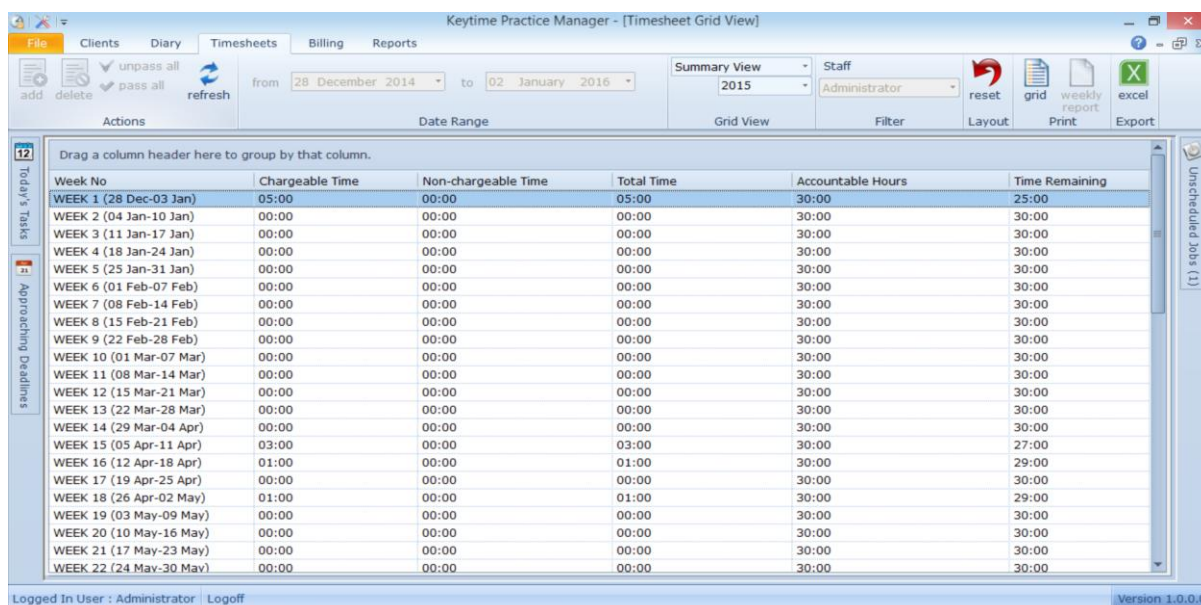 Keytime Practice Manager - [Timesheet Grid View]
File Clients Diary Timesheets Billing Reports
add delete unpass all pass all refresh
Actions
from 28 December 2014 to 02 January 2016
Date Range
Summary View
2015
Grid View
Staff
Administrator
Filter
reset
Layout
grid weekly report
Print
excel
Export
12 Today's Tasks
21 Approaching Deadlines
Drag a column header here to group by that column.
Week No Chargeable Time Non-chargeable Time Total Time Accountable Hours Time Remaining
WEEK 1 (28 Dec-03 Jan) 05:00 00:00 05:00 30:00 25:00
WEEK 2 (04 Jan-10 Jan) 00:00 00:00 00:00 30:00 30:00
WEEK 3 (11 Jan-17 Jan) 00:00 00:00 00:00 30:00 30:00
WEEK 4 (18 Jan-24 Jan) 00:00 00:00 00:00 30:00 30:00
WEEK 5 (25 Jan-31 Jan) 00:00 00:00 00:00 30:00 30:00
WEEK 6 (01 Feb-07 Feb) 00:00 00:00 00:00 30:00 30:00
WEEK 7 (08 Feb-14 Feb) 00:00 00:00 00:00 30:00 30:00
WEEK 8 (15 Feb-21 Feb) 00:00 00:00 00:00 30:00 30:00
WEEK 9 (22 Feb-28 Feb) 00:00 00:00 00:00 30:00 30:00
WEEK 10 (01 Mar-07 Mar) 00:00 00:00 00:00 30:00 30:00
WEEK 11 (08 Mar-14 Mar) 00:00 00:00 00:00 30:00 30:00
WEEK 12 (15 Mar-21 Mar) 00:00 00:00 00:00 30:00 30:00
WEEK 13 (22 Mar-28 Mar) 00:00 00:00 00:00 30:00 30:00
WEEK 14 (29 Mar-04 Apr) 00:00 00:00 00:00 30:00 30:00
WEEK 15 (05 Apr-11 Apr) 03:00 00:00 03:00 30:00 27:00
WEEK 16 (12 Apr-18 Apr) 01:00 00:00 01:00 30:00 29:00
WEEK 17 (19 Apr-25 Apr) 00:00 00:00 00:00 30:00 30:00
WEEK 18 (26 Apr-02 May) 01:00 00:00 01:00 30:00 29:00
WEEK 19 (03 May-09 May) 00:00 00:00 00:00 30:00 30:00
WEEK 20 (10 May-16 May) 00:00 00:00 00:00 30:00 30:00
WEEK 21 (17 May-23 May) 00:00 00:00 00:00 30:00 30:00
WEEK 22 (24 May-30 May) 00:00 00:00 00:00 30:00 30:00
Unscheduled Jobs (1)
Logged In User : Administrator Logoff
Version 1.0.0.